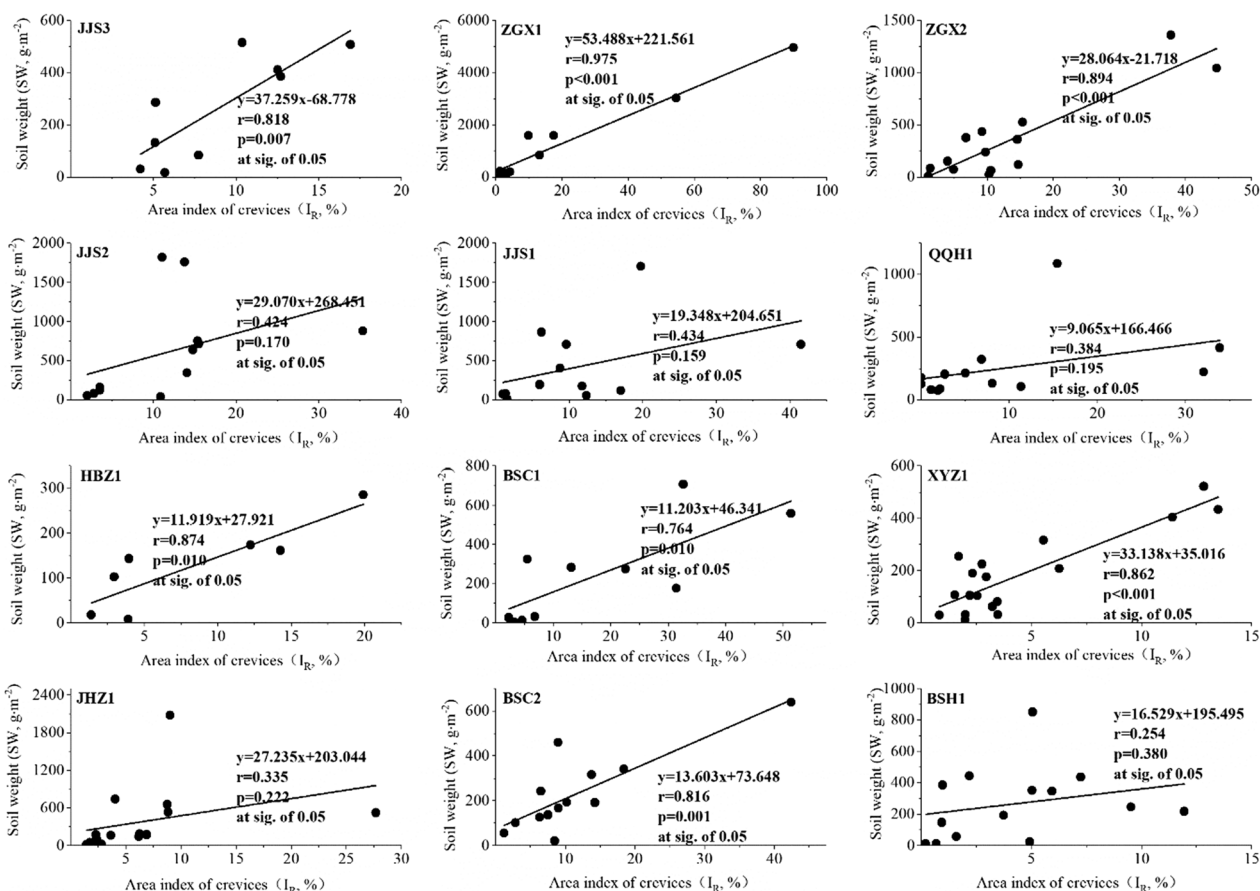 JJS3
Soil weight (SW, g·m-2)
600
400
200
0
y=37.259x-68.778
r=0.818
p=0.007
at sig. of 0.05
5
10
15
20
Area index of crevices（IR, %)
ZGX1
Soil weight (SW, g·m-2)
6000
4000
2000
0
y=53.488x+221.561
r=0.975
p<0.001
at sig. of 0.05
0
20
40
60
80
100
Area index of crevices（IR, %)
ZGX2
Soil weight (SW, g·m-2)
1500
1000
500
0
y=28.064x-21.718
r=0.894
p<0.001
at sig. of 0.05
0
10
20
30
40
50
Area index of crevices（IR, %)
JJS2
Soil weight (SW, g·m-2)
2000
1500
1000
500
0
y=29.070x+268.451
r=0.424
p=0.170
at sig. of 0.05
10
20
30
40
Area index of crevices（IR, %)
JJS1
Soil weight (SW, g·m-2)
2000
1500
1000
500
0
y=19.348x+204.651
r=0.434
p=0.159
at sig. of 0.05
10
20
30
40
Area index of crevices（IR, %)
QQH1
Soil weight (SW, g·m-2)
1000
500
0
y=9.065x+166.466
r=0.384
p=0.195
at sig. of 0.05
10
20
30
Area index of crevices（IR, %)
HBZ1
Soil weight (SW, g·m-2)
300
200
100
0
y=11.919x+27.921
r=0.874
p=0.010
at sig. of 0.05
5
10
15
20
Area index of crevices（IR, %)
BSC1
Soil weight (SW, g·m-2)
800
600
400
200
0
y=11.203x+46.341
r=0.764
p=0.010
at sig. of 0.05
10
20
30
40
50
Area index of crevices（IR, %)
XYZ1
Soil weight (SW, g·m-2)
600
400
200
0
y=33.138x+35.016
r=0.862
p<0.001
at sig. of 0.05
5
10
15
Area index of crevices（IR, %)
JHZ1
Soil weight (SW, g·m-2)
2400
1800
1200
600
0
y=27.235x+203.044
r=0.335
p=0.222
at sig. of 0.05
5
10
15
20
25
30
Area index of crevices（IR, %)
BSC2
Soil weight (SW, g·m-2)
600
400
200
0
y=13.603x+73.648
r=0.816
p=0.001
at sig. of 0.05
10
20
30
40
Area index of crevices（IR, %)
BSH1
Soil weight (SW, g·m-2)
1000
800
600
400
200
0
y=16.529x+195.495
r=0.254
p=0.380
at sig. of 0.05
5
10
15
Area index of crevices（IR, %)